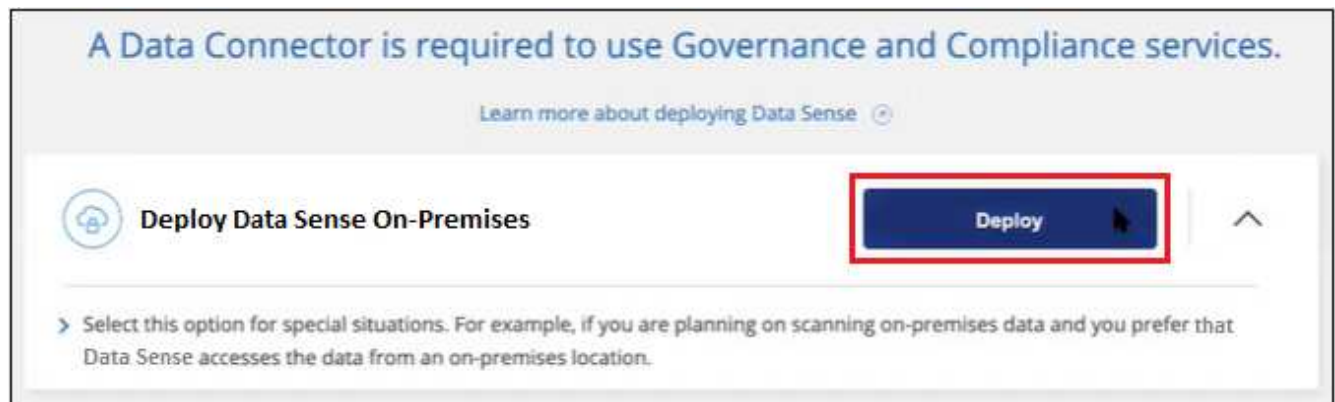 A Data Connector is required to use Governance and Compliance services.
Learn more about deploying Data Sense
Deploy Data Sense On-Premises
Deploy
Select this option for special situations. For example, if you are planning on scanning on-premises data and you prefer that
Data Sense accesses the data from an on-premises location.